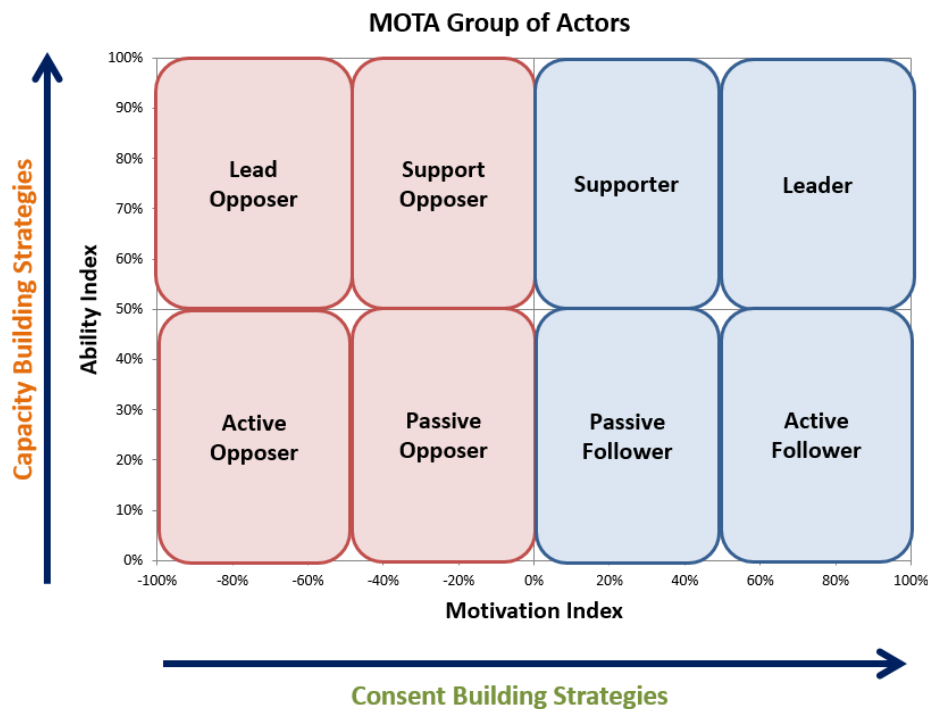 MOTA Group of Actors
Capacity Building Strategies
Ability Index
100%
90%
80%
70%
60%
50%
40%
30%
20%
10%
0%
Lead
Opposer
Support
Opposer
Supporter
Leader
Active
Opposer
Passive
Opposer
Passive
Follower
Active
Follower
-100%
-80%
-60%
-40%
-20%
0%
20%
40%
60%
80%
100%
Motivation Index
Consent Building Strategies